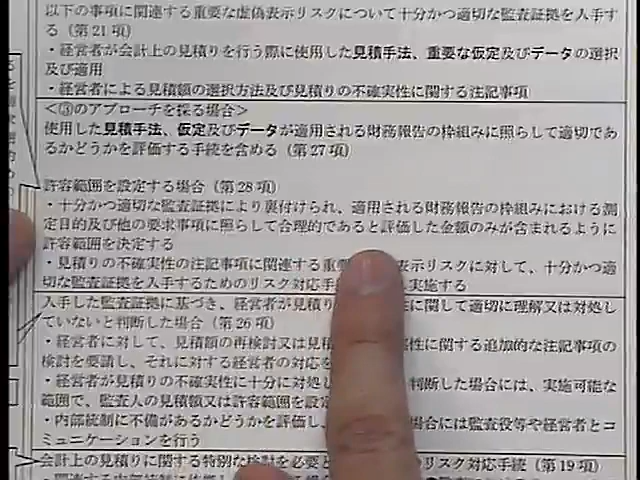 以下の事項に関連する重要な虚偽表示リスクについて十分かつ適切な監査証拠を入手す
る（第21項）
・経営者が会計上の見積りを行う際に使用した見積手法、重要な仮定及びデータの選択
及び適用
・経営者による見積額の選択方法及び見積りの不確実性に関する注記事項
＜③のアプローチを採る場合＞
使用した見積手法、仮定及びデータが適用される財務報告の枠組みに照らして適切であ
るかどうかを評価する手続を含める（第27項）
許容範囲を設定する場合（第28項）
・十分かつ適切な監査証拠により裏付けられ、適用される財務報告の枠組みにおける測
定目的及び他の要求事項に照らして合理的であると評価した金額のみが含まれるように
許容範囲を決定する
・見積りの不確実性の注記事項に関連する重要 表示リスクに対して、十分かつ適
切な監査証拠を入手するためのリスク対応手 実施する
入手した監査証拠に基づき、経営者が見積り 性に関して適切に理解又は対処し
ていないと判断した場合（第26項）
・経営者に対して、見積額の再検討又は見 性に関する追加的な注記事項の
検討を要請し、それに対する経営者の対応を
・経営者が見積りの不確実性に十分に対処し 判断した場合には、実施可能な
範囲で、監査人の見積額又は許容範囲を設定
・内部統制に不備があるかどうかを評価し、 場合には監査役等や経営者とコ
ミュニケーションを行う
会計上の見積りに関する特別な検討を必要と リスク対応手続（第19項）